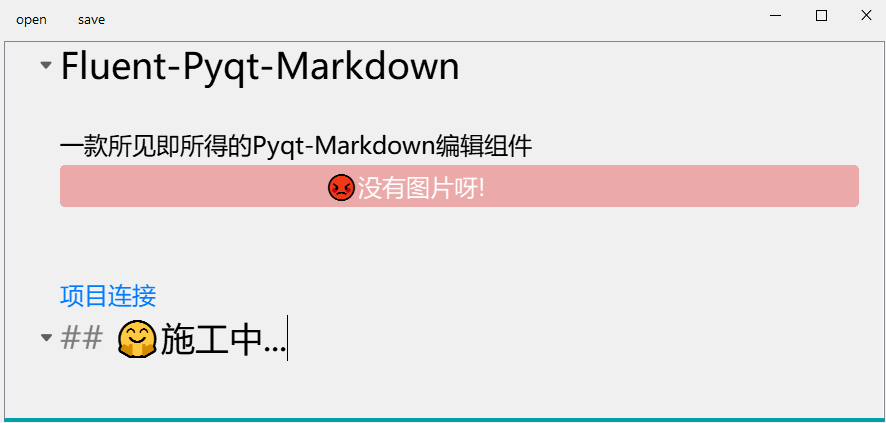 open save
Fluent-Pyqt-Markdown
一款所见即所得的Pyqt-Markdown编辑组件
😡没有图片呀!
项目连接
## 🤗施工中...